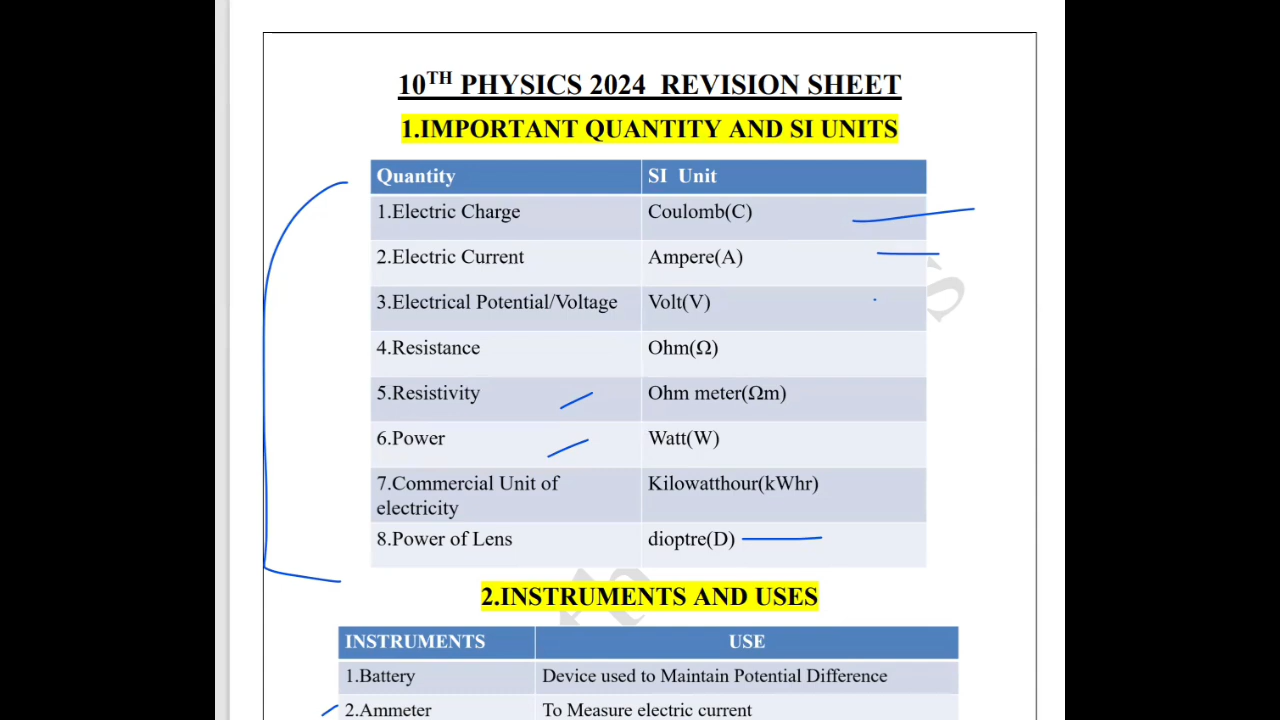 10TH PHYSICS 2024 REVISION SHEET
1.IMPORTANT QUANTITY AND SI UNITS
Quantity SI Unit
1.Electric Charge Coulomb(C)
2.Electric Current Ampere(A)
3.Electrical Potential/Voltage Volt(V)
4.Resistance Ohm(Ω)
5.Resistivity Ohm meter(Ωm)
6.Power Watt(W)
7.Commercial Unit of Kilowatthour(kWhr)
electricity
8.Power of Lens dioptre(D)
2.INSTRUMENTS AND USES
INSTRUMENTS USE
1.Battery Device used to Maintain Potential Difference
2.Ammeter To Measure electric current